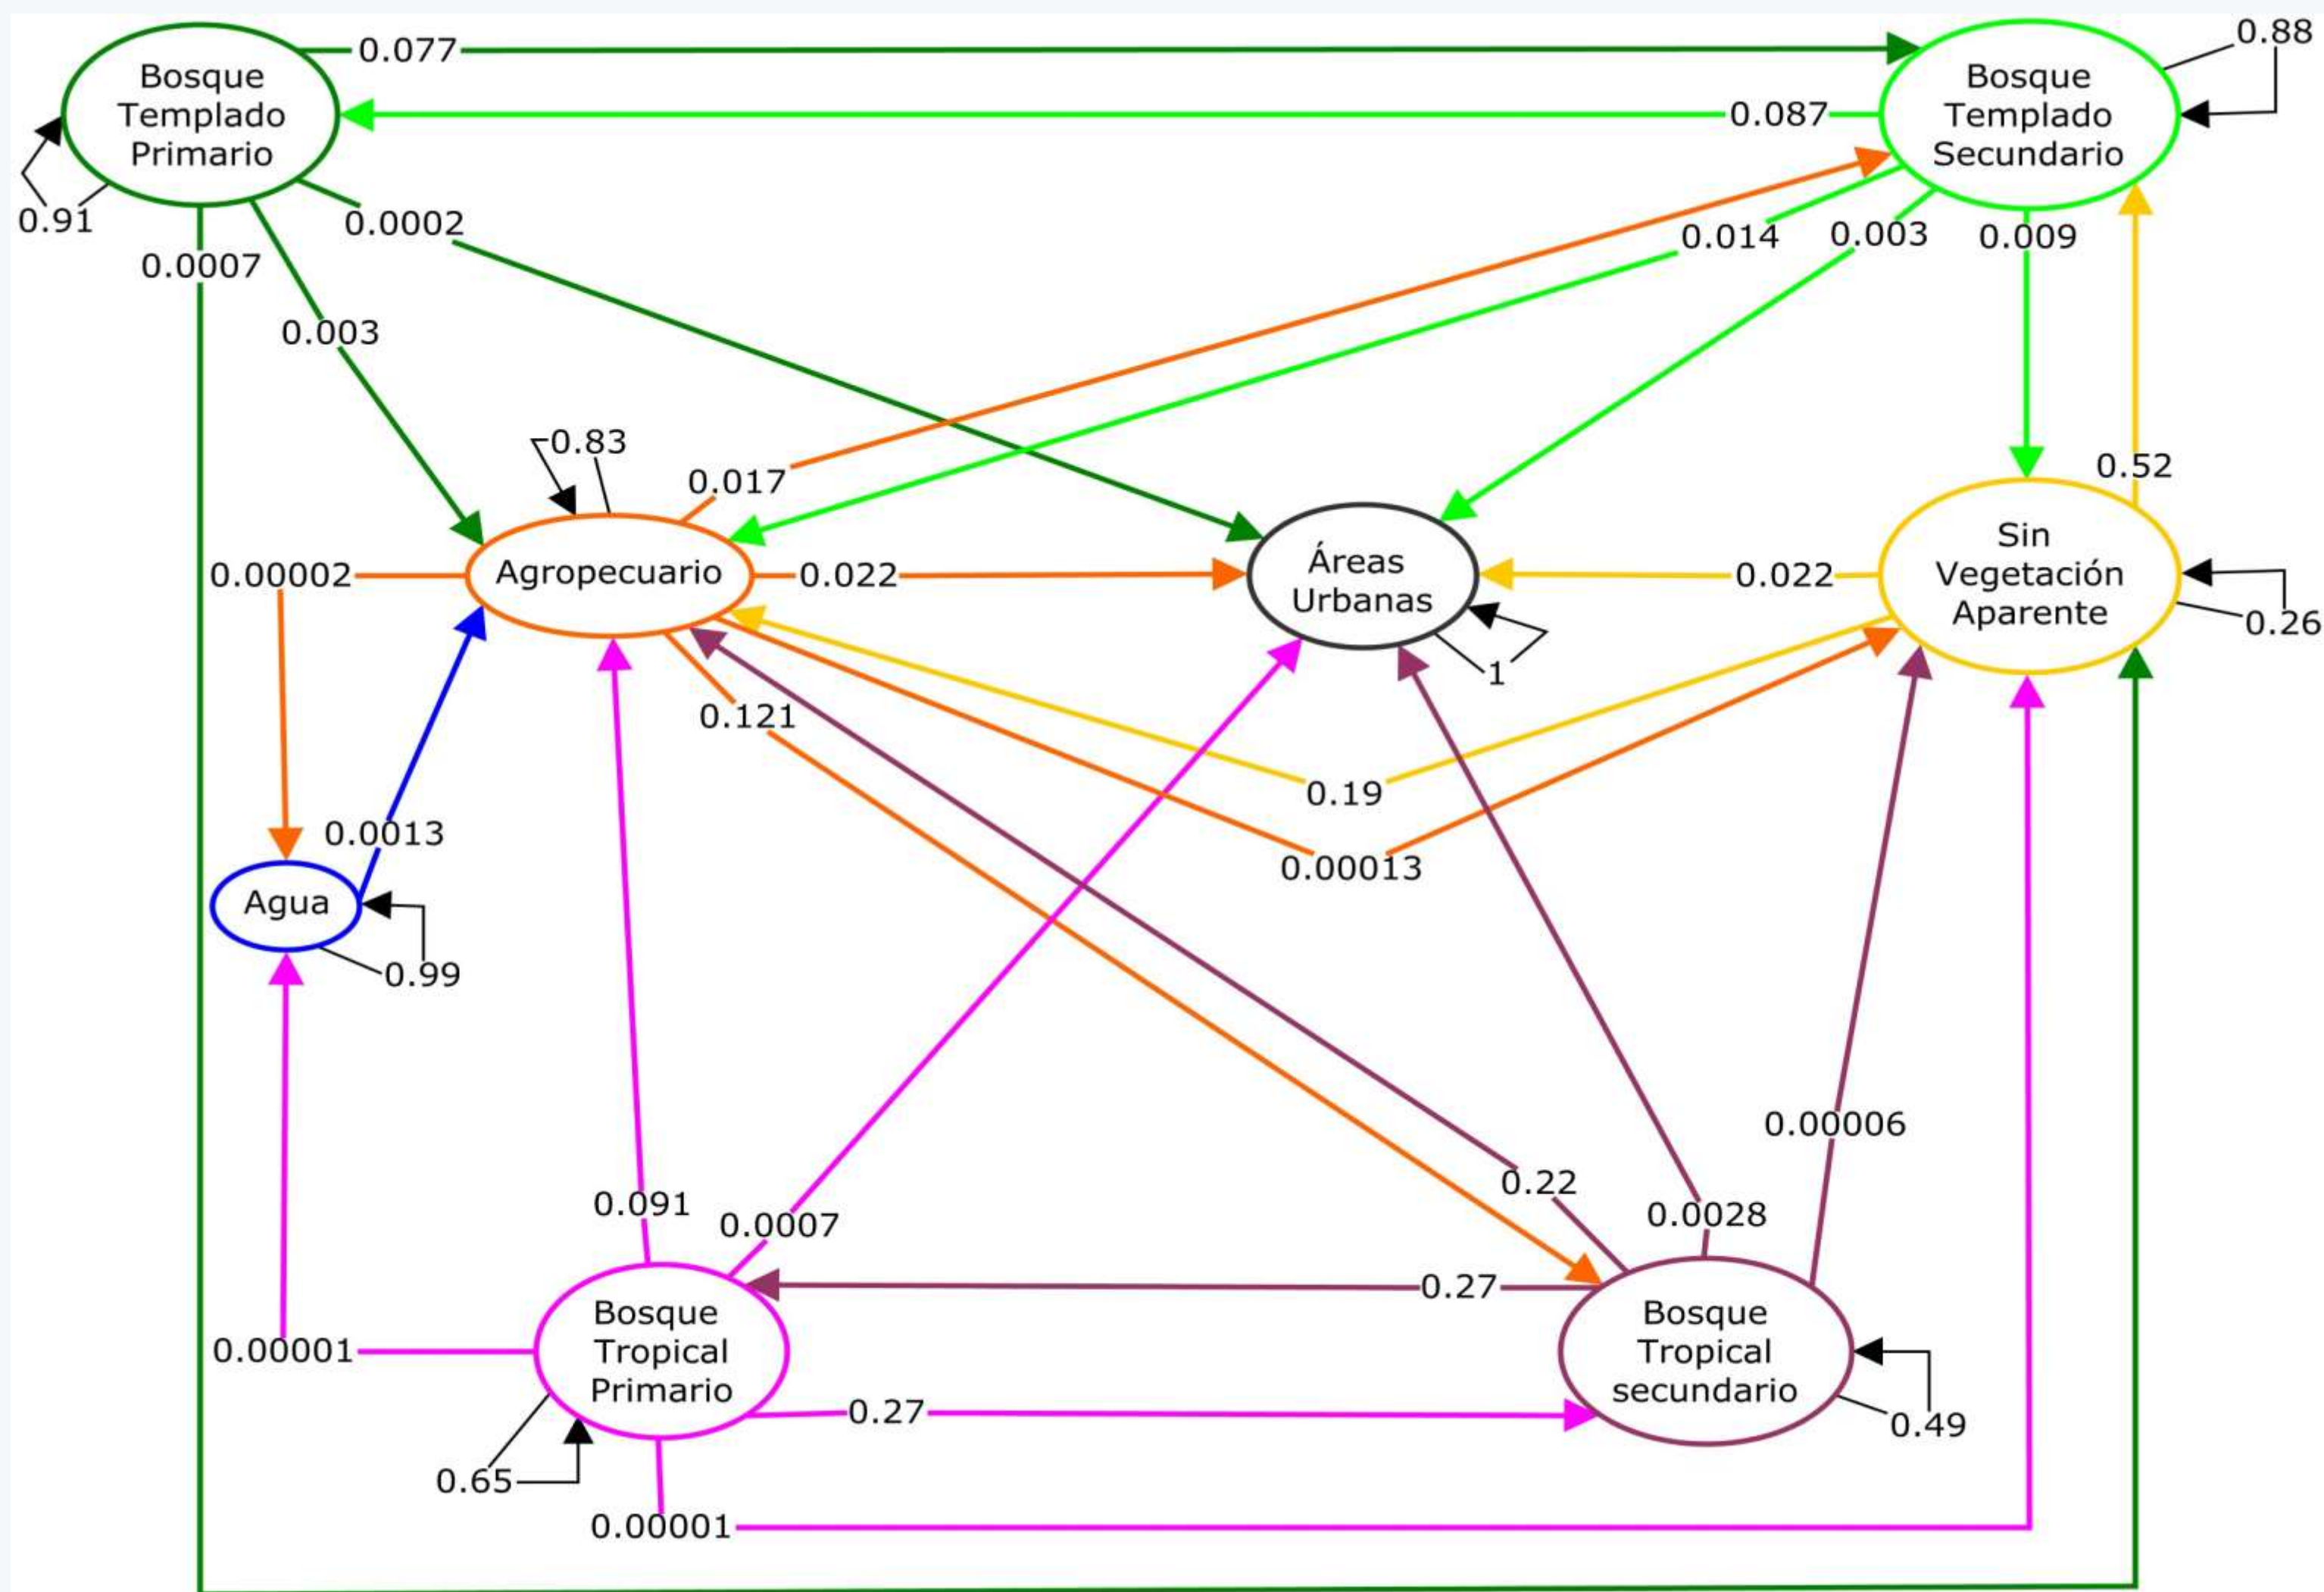 0.077
0.88
Bosque
Templado
Primario
Bosque
Templado
Secundario
0.087
0.91
0.0002
0.014
0.003
0.009
0.0007
0.003
0.83
0.017
0.52
0.00002
Agropecuario
0.022
Áreas
Urbanas
0.022
Sin
Vegetación
Aparente
0.26
1
0.121
0.19
0.0013
0.00013
Agua
0.99
0.00006
0.22
0.091
0.0007
0.0028
0.27
Bosque
Tropical
Primario
Bosque
Tropical
secundario
0.00001
0.27
0.49
0.65
0.00001